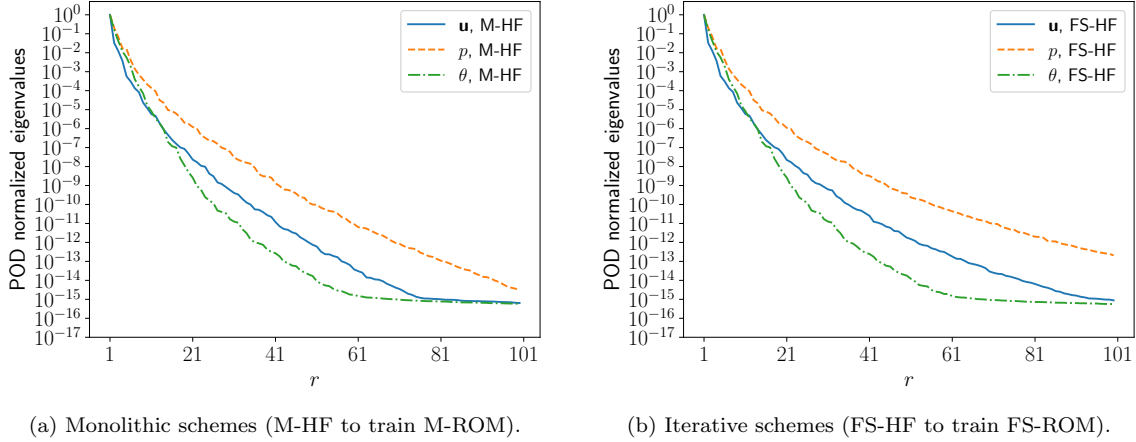 POD normalized eigenvalues
10^0
10^-1
10^-2
10^-3
10^-4
10^-5
10^-6
10^-7
10^-8
10^-9
10^-10
10^-11
10^-12
10^-13
10^-14
10^-15
10^-16
10^-17
u, M-HF
p, M-HF
θ, M-HF
1 21 41 61 81 101
r
(a) Monolithic schemes (M-HF to train M-ROM).
POD normalized eigenvalues
10^0
10^-1
10^-2
10^-3
10^-4
10^-5
10^-6
10^-7
10^-8
10^-9
10^-10
10^-11
10^-12
10^-13
10^-14
10^-15
10^-16
10^-17
u, FS-HF
p, FS-HF
θ, FS-HF
1 21 41 61 81 101
r
(b) Iterative schemes (FS-HF to train FS-ROM).